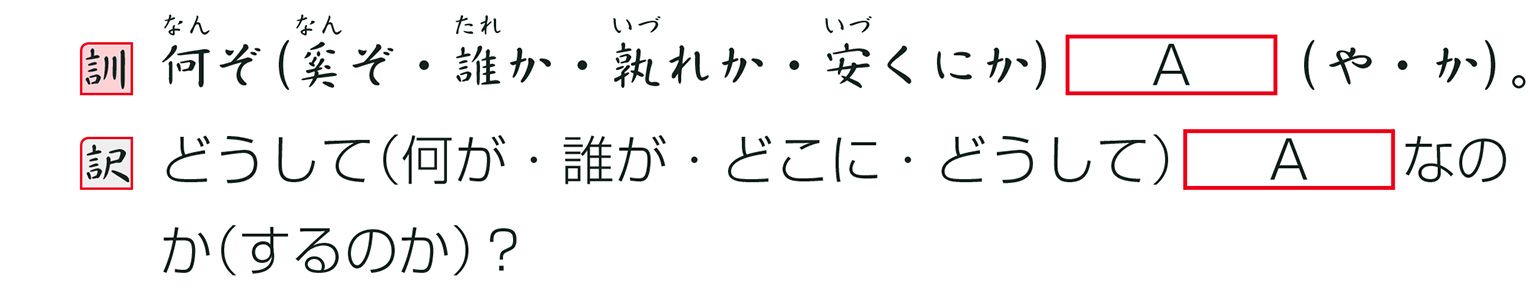 なん なん たれ いづ いづ
訓 何ぞ(奚ぞ・誰か・孰れか・安くにか) A (や・か)。
訳 どうして(何が・誰が・どこに・どうして) A なの
か(するのか)?